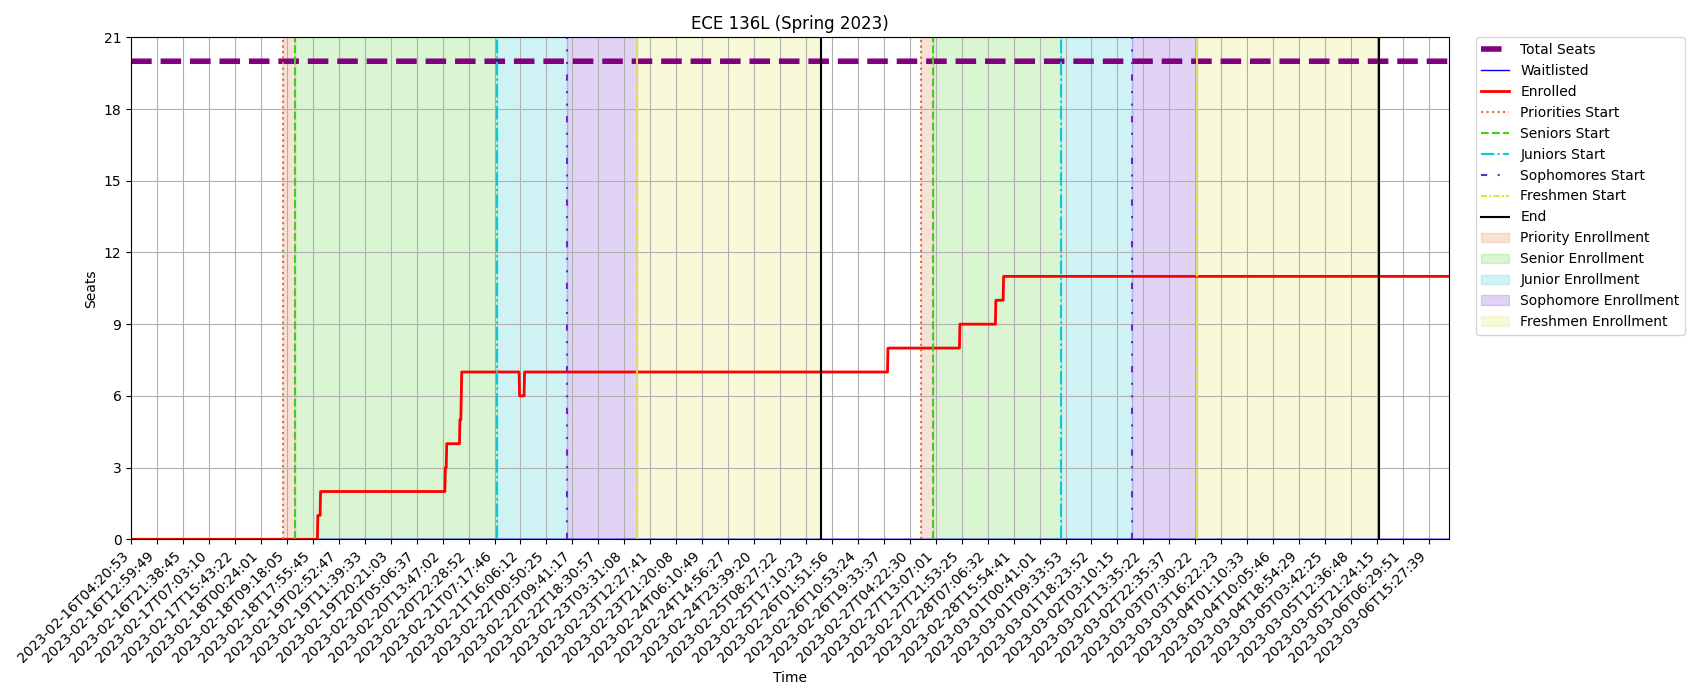 ECE 136L (Spring 2023)
21
18
15
12
9
6
3
0
Seats
2023-02-16T04:20:53
2023-02-16T12:59:49
2023-02-16T21:38:45
2023-02-17T07:03:10
2023-02-17T15:43:22
2023-02-18T00:24:01
2023-02-18T09:18:05
2023-02-18T17:55:45
2023-02-19T02:52:47
2023-02-19T11:39:33
2023-02-19T20:21:03
2023-02-20T05:06:37
2023-02-20T13:47:02
2023-02-20T22:28:52
2023-02-21T07:17:46
2023-02-21T16:06:12
2023-02-22T00:50:25
2023-02-22T09:41:17
2023-02-22T18:30:57
2023-02-23T03:31:08
2023-02-23T12:27:41
2023-02-23T21:20:08
2023-02-24T06:10:49
2023-02-24T14:56:27
2023-02-24T23:39:20
2023-02-25T08:27:22
2023-02-25T17:10:23
2023-02-26T01:51:56
2023-02-26T10:53:24
2023-02-26T19:33:37
2023-02-27T04:22:30
2023-02-27T13:07:01
2023-02-27T21:53:25
2023-02-28T07:06:32
2023-02-28T15:54:41
2023-03-01T00:41:01
2023-03-01T09:33:53
2023-03-01T18:23:52
2023-03-02T03:10:15
2023-03-02T13:35:22
2023-03-02T22:35:37
2023-03-03T07:30:22
2023-03-03T16:22:23
2023-03-04T01:10:33
2023-03-04T10:05:46
2023-03-04T18:54:29
2023-03-05T03:42:25
2023-03-05T12:36:48
2023-03-05T21:24:15
2023-03-06T06:29:51
2023-03-06T15:27:39
Time
Total Seats
Waitlisted
Enrolled
Priorities Start
Seniors Start
Juniors Start
Sophomores Start
Freshmen Start
End
Priority Enrollment
Senior Enrollment
Junior Enrollment
Sophomore Enrollment
Freshmen Enrollment